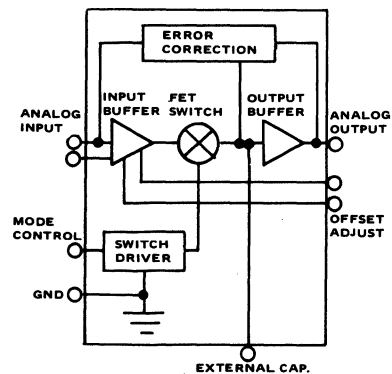 ERROR
CORRECTION
INPUT
BUFFER
FET
SWITCH
OUTPUT
BUFFER
ANALOG
INPUT
ANALOG
OUTPUT
MODE
CONTROL
SWITCH
DRIVER
OFFSET
ADJUST
GND
EXTERNAL CAP.